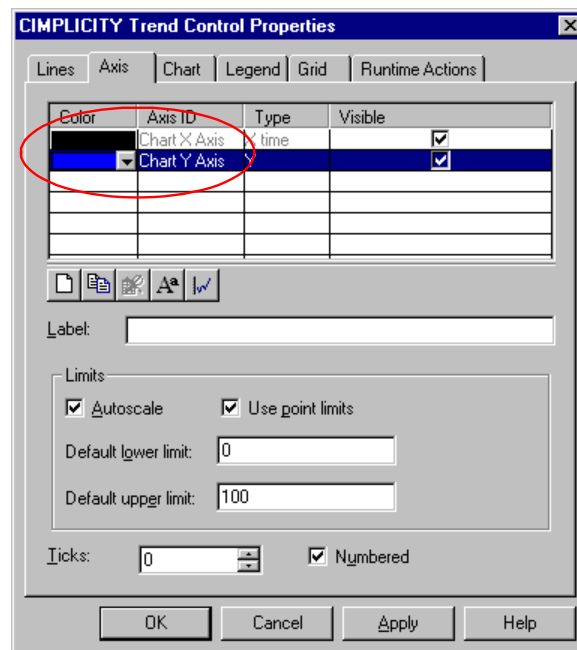 CIMPLICITY Trend Control Properties
Lines Axis Chart Legend Grid Runtime Actions
Color Axis ID Type Visible
Chart X Axis X time
Chart Y Axis Y
Label:
Limits
Autoscale Use point limits
Default lower limit: 0
Default upper limit: 100
Ticks: 0 Numbered
OK Cancel Apply Help